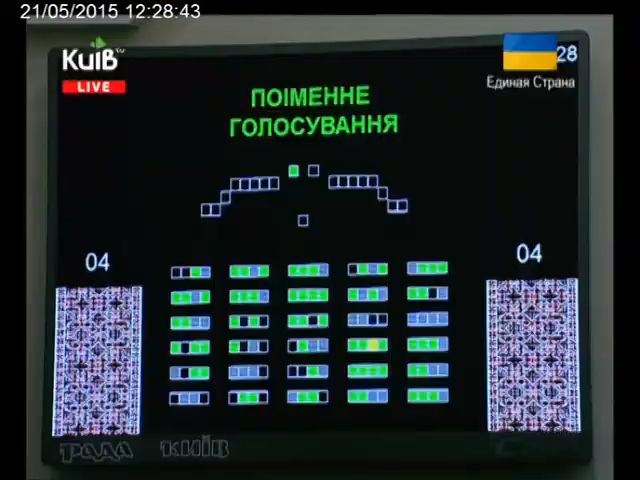 21/05/2015 12:28:43
КиїВ
LIVE
28
Единая Страна
ПОІМЕННЕ
ГОЛОСУВАННЯ
04
04
РАДА КИЇВ